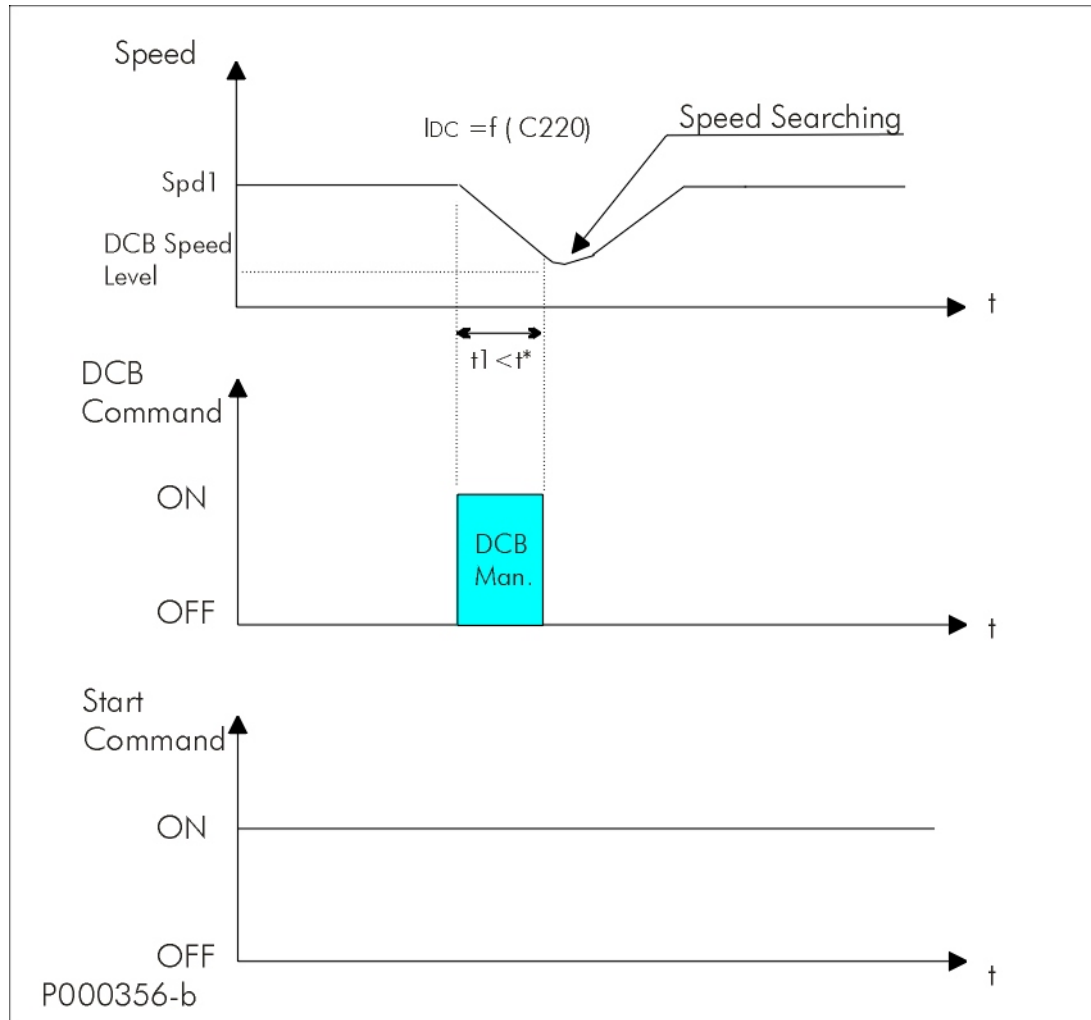 Speed
IDC =f ( C220)
Speed Searching
Spd1
DCB Speed
Level
t
t1 <t*
DCB
Command
ON
DCB
Man.
OFF
t
Start
Command
ON
OFF
t
P000356-b